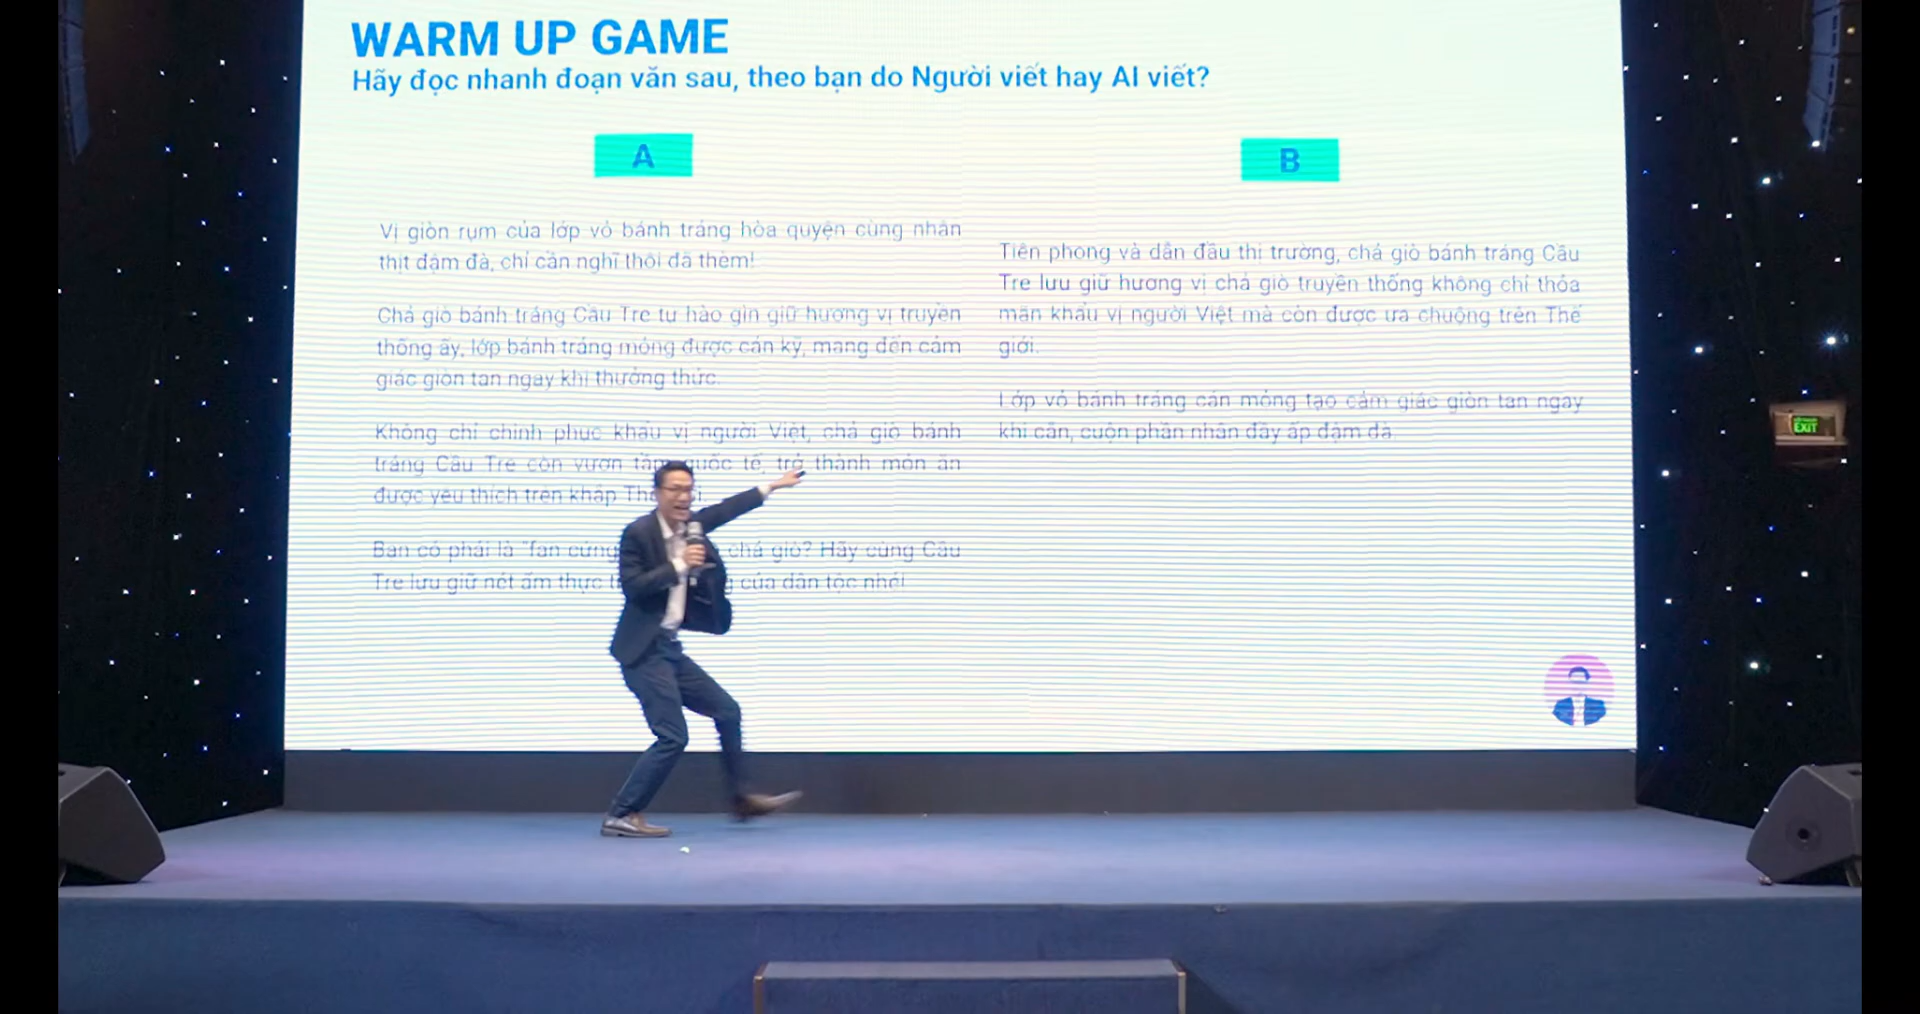 WARM UP GAME
Hãy đọc nhanh đoạn văn sau, theo bạn do Người viết hay AI viết?
A
Vị giòn rụm của lớp vỏ bánh tráng hòa quyện cùng nhân
thịt đậm đà, chỉ cần nghĩ thôi đã thèm!
Chả giò bánh tráng Cầu Tre tự hào gìn giữ hương vị truyền
thống ấy, lớp bánh tráng mỏng được cán kỹ, mang đến cảm
giác giòn tan ngay khi thưởng thức.
Không chỉ chinh phục khẩu vị người Việt, chả giò bánh
tráng Cầu Tre còn vươn tầm quốc tế, trở thành món ăn
được yêu thích trên khắp
Bạn có phải là "fan cứng chả giò? Hãy cùng Cầu
Tre lưu giữ nét ẩm thực của dân tộc nhé!
B
Tiên phong và dẫn đầu thị trường, chả giò bánh tráng Cầu
Tre lưu giữ hương vị chả giò truyền thống không chỉ thỏa
mãn khẩu vị người Việt mà còn được ưa chuộng trên Thế
giới.
Lớp vỏ bánh tráng cán mỏng tạo cảm giác giòn tan ngay
khi cắn, cuộn phần nhân đầy ắp đậm đà.
EXIT